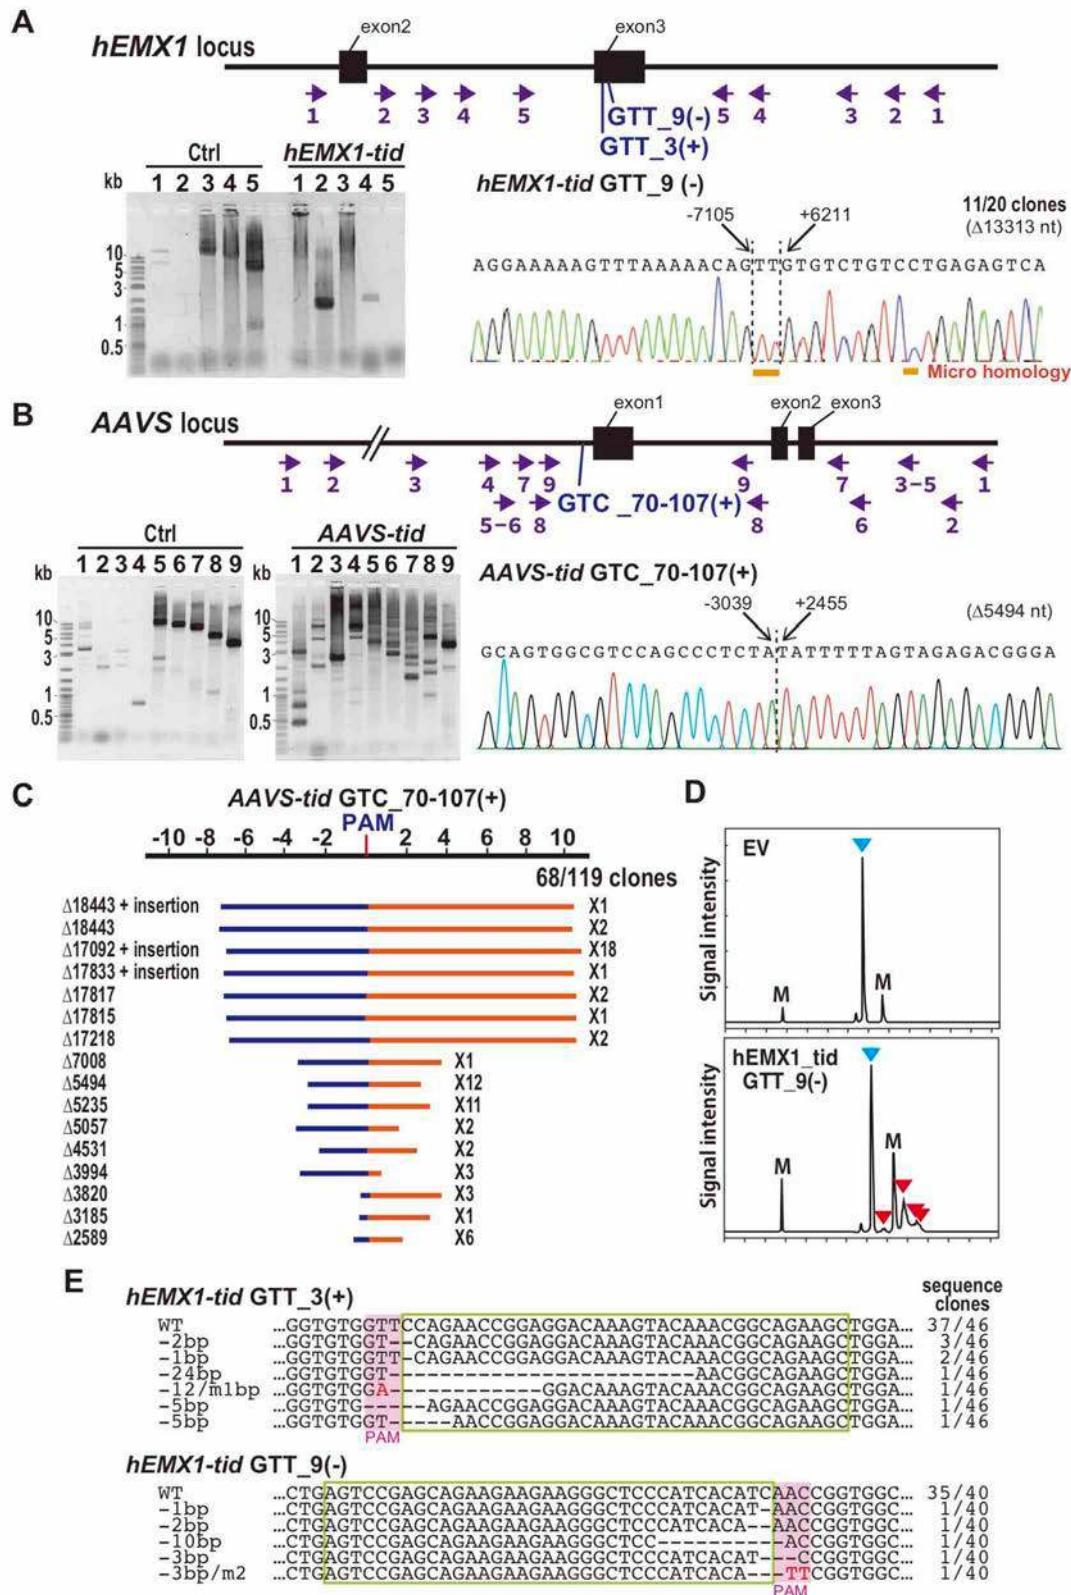 A
hEMX1 locus
exon2
exon3
1 2 3 4 5 5 4 3 2 1
GTT_9(-)
GTT_3(+)
Ctrl hEMX1-tid
kb 1 2 3 4 5 1 2 3 4 5
10
5
3
1
0.5
hEMX1-tid GTT_9 (-)
-7105 +6211
11/20 clones
(Δ13313 nt)
AGGAAAAAGTTTAAAAACAGTTGTGTCTGTCCTGAGAGTCA
Micro homology
B
AAVS locus
exon1 exon2 exon3
1 2 3 4 7 9 9 7 3-5 1
5-6 8 GTC_70-107(+) 8 6 2
Ctrl AAVS-tid
kb 1 2 3 4 5 6 7 8 9 kb 1 2 3 4 5 6 7 8 9
10 10
5 5
3 3
1 1
0.5 0.5
AAVS-tid GTC_70-107(+)
-3039 +2455
(Δ5494 nt)
GCAGTGGCGTCCAGCCCTCTATATTTTTAGTAGAGACGGGA
C
AAVS-tid GTC_70-107(+)
PAM
-10 -8 -6 -4 -2 2 4 6 8 10
68/119 clones
Δ18443 + insertion X1
Δ18443 X2
Δ17092 + insertion X18
Δ17833 + insertion X1
Δ17817 X2
Δ17815 X1
Δ17218 X2
Δ7008 X1
Δ5494 X12
Δ5235 X11
Δ5057 X2
Δ4531 X2
Δ3994 X3
Δ3820 X3
Δ3185 X1
Δ2589 X6
D
EV
Signal intensity
M M
hEMX1_tid
GTT_9(-)
Signal intensity
M M
E
hEMX1-tid GTT_3(+)
sequence
clones
WT ...GGTGTGGTTCCAGAACCGGAGGACAAAGTACAAACGGCAGAAGCTGGA... 37/46
-2bp ...GGTGTGGT--CAGAACCGGAGGACAAAGTACAAACGGCAGAAGCTGGA... 3/46
-1bp ...GGTGTGGTT-CAGAACCGGAGGACAAAGTACAAACGGCAGAAGCTGGA... 2/46
-24bp ...GGTGTGGT------------------------AACGGCAGAAGCTGGA... 1/46
-12/m1bp ...GGTGTGGA------------GGACAAAGTACAAACGGCAGAAGCTGGA... 1/46
-5bp ...GGTGTG-----AGAACCGGAGGACAAAGTACAAACGGCAGAAGCTGGA... 1/46
-5bp ...GGTGTGGT-----AACCGGAGGACAAAGTACAAACGGCAGAAGCTGGA... 1/46
PAM
hEMX1-tid GTT_9(-)
WT ...CTGAGTCCGAGCAGAAGAAGAAGGGCTCCCATCACATCAACCGGTGGC... 35/40
-1bp ...CTGAGTCCGAGCAGAAGAAGAAGGGCTCCCATCACAT-AACCGGTGGC... 1/40
-2bp ...CTGAGTCCGAGCAGAAGAAGAAGGGCTCCCATCACA--AACCGGTGGC... 1/40
-10bp ...CTGAGTCCGAGCAGAAGAAGAAGGGCTCC----------ACCGGTGGC... 1/40
-3bp ...CTGAGTCCGAGCAGAAGAAGAAGGGCTCCCATCACAT---CCGGTGGC... 1/40
-3bp/m2 ...CTGAGTCCGAGCAGAAGAAGAAGGGCTCCCATCACA---TTCGGTGGC... 1/40
PAM